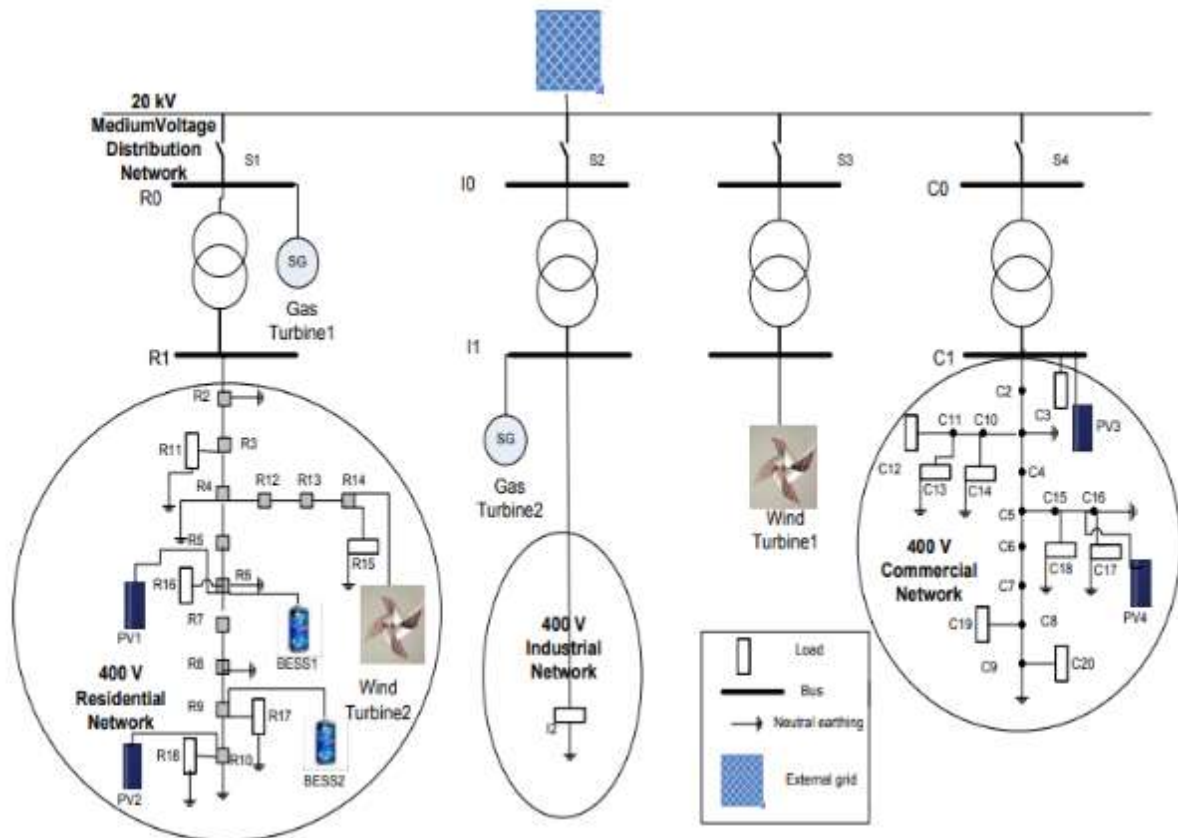 20 kV
MediumVoltage
Distribution
Network
S1
S2
S3
S4
R0
I0
C0
SG
Gas
Turbine1
R1
I1
C1
R2
R3
R11
R4
R12
R13
R14
R5
R15
R16
R6
PV1
R7
BESS1
R8
400 V
Residential
Network
Wind
Turbine2
R9
R17
R18
R10
PV2
BESS2
SG
Gas
Turbine2
400 V
Industrial
Network
I2
Wind
Turbine1
C2
C3
PV3
C11
C10
C12
C13
C14
C4
C15
C16
C5
C6
C18
C17
400 V
Commercial
Network
C7
PV4
C19
C8
C9
C20
Load
Bus
Neutral earthing
External grid